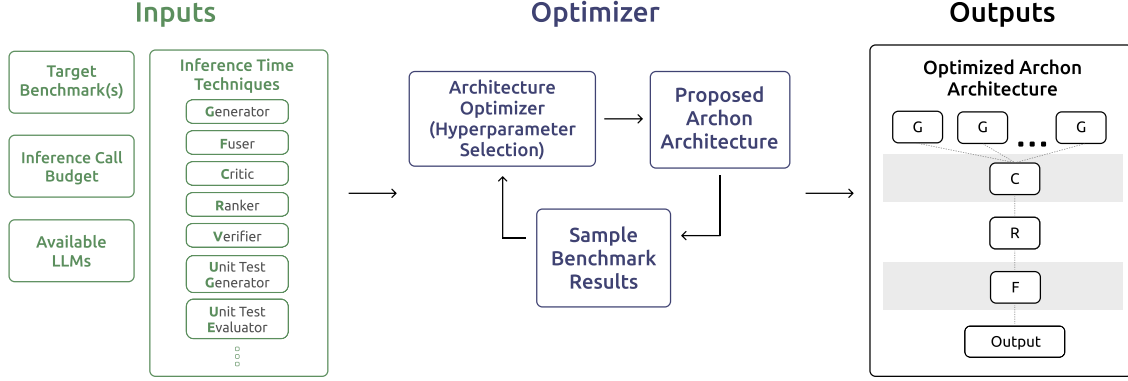 Inputs
Target
Benchmark(s)
Inference Call
Budget
Available
LLMs
Inference Time
Techniques
Generator
Fuser
Critic
Ranker
Verifier
Unit Test
Generator
Unit Test
Evaluator
Optimizer
Architecture
Optimizer
(Hyperparameter
Selection)
Proposed
Archon
Architecture
Sample
Benchmark
Results
Outputs
Optimized Archon
Architecture
G
G
...
G
C
R
F
Output